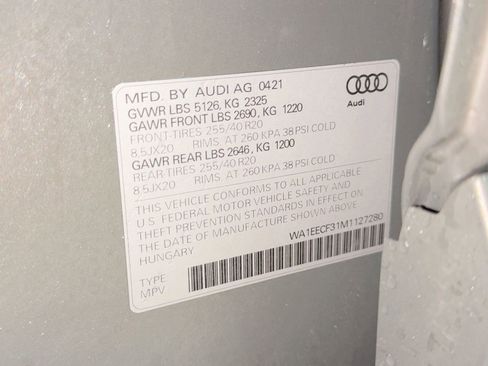 MFD. BY AUDI AG 04/21
GVWR LBS 5126, KG 2325
GAWR FRONT LBS 2690, KG 1220
FRONT-TIRES 255/40 R20
8,5JX20 RIMS, AT 260 KPA 38 PSI COLD
GAWR REAR LBS 2646, KG 1200
REAR-TIRES 255/40 R20
8,5JX20 RIMS, AT 260 KPA 38 PSI COLD
THIS VEHICLE CONFORMS TO ALL APPLICABLE
U.S. FEDERAL MOTOR VEHICLE SAFETY AND
THEFT PREVENTION STANDARDS IN EFFECT ON
THE DATE OF MANUFACTURE SHOWN ABOVE
HUNGARY
WA1EECF31M1127280
TYPE
MPV
Audi